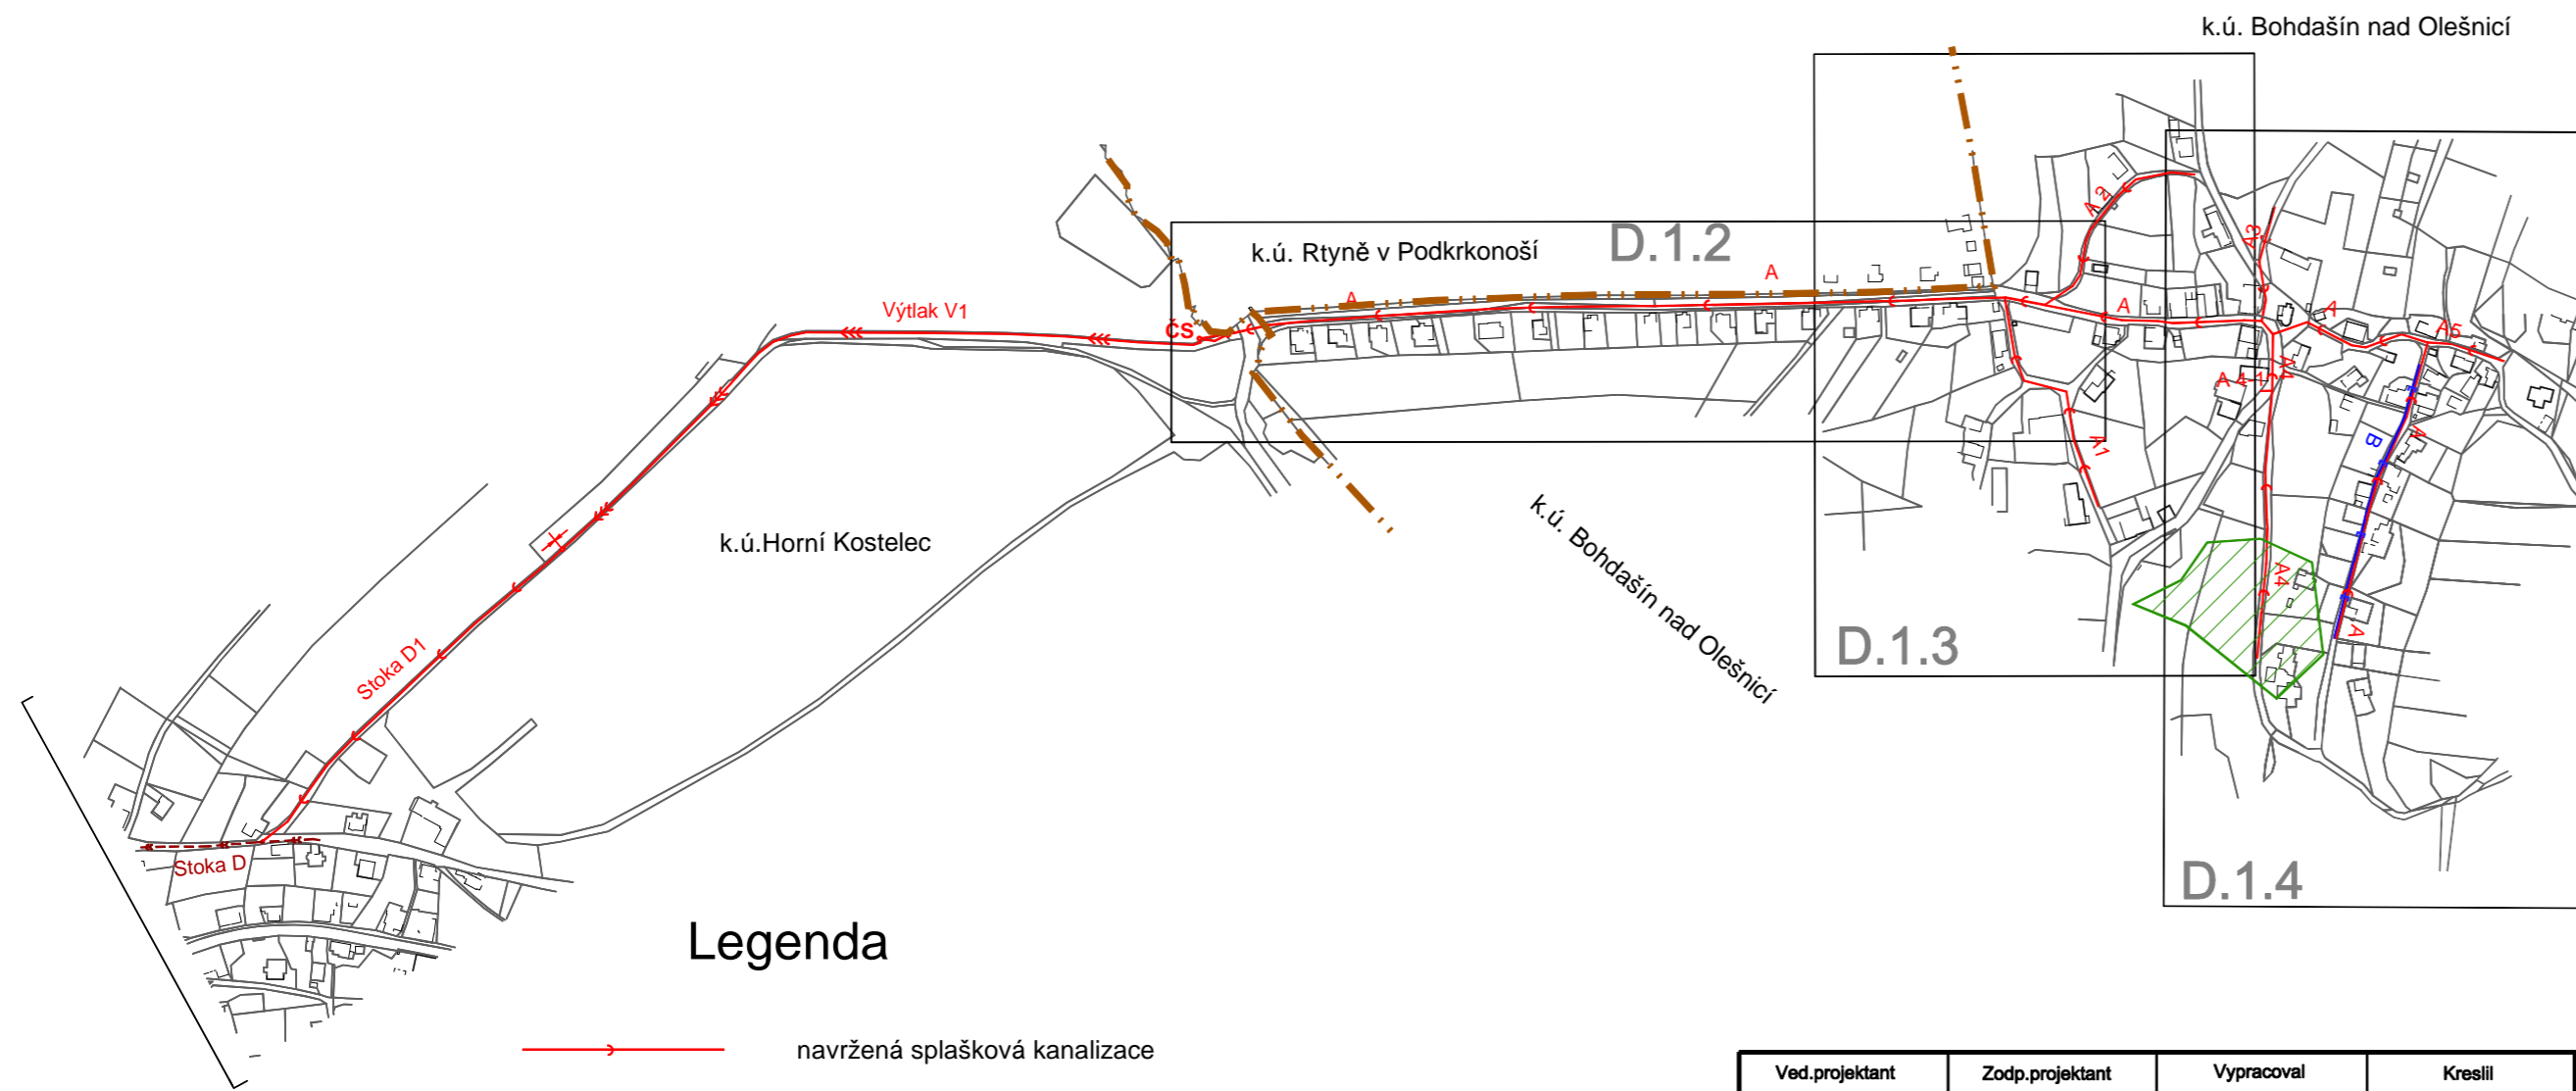 k.ú. Bohdašín nad Olešnicí
k.ú. Rtyně v Podkrkonoší
D.1.2
A
A
A 2
A3
A
A
A5
Výtlak V1
ČS
A 4-1
A4
A1
B
A
k.ú.Horní Kostelec
k.ú. Bohdašín nad Olešnicí
A4
A
D.1.3
Stoka D1
Stoka D
D.1.4
Legenda
navržená splašková kanalizace
Ved.projektant
Zodp.projektant
Vypracoval
Kreslil